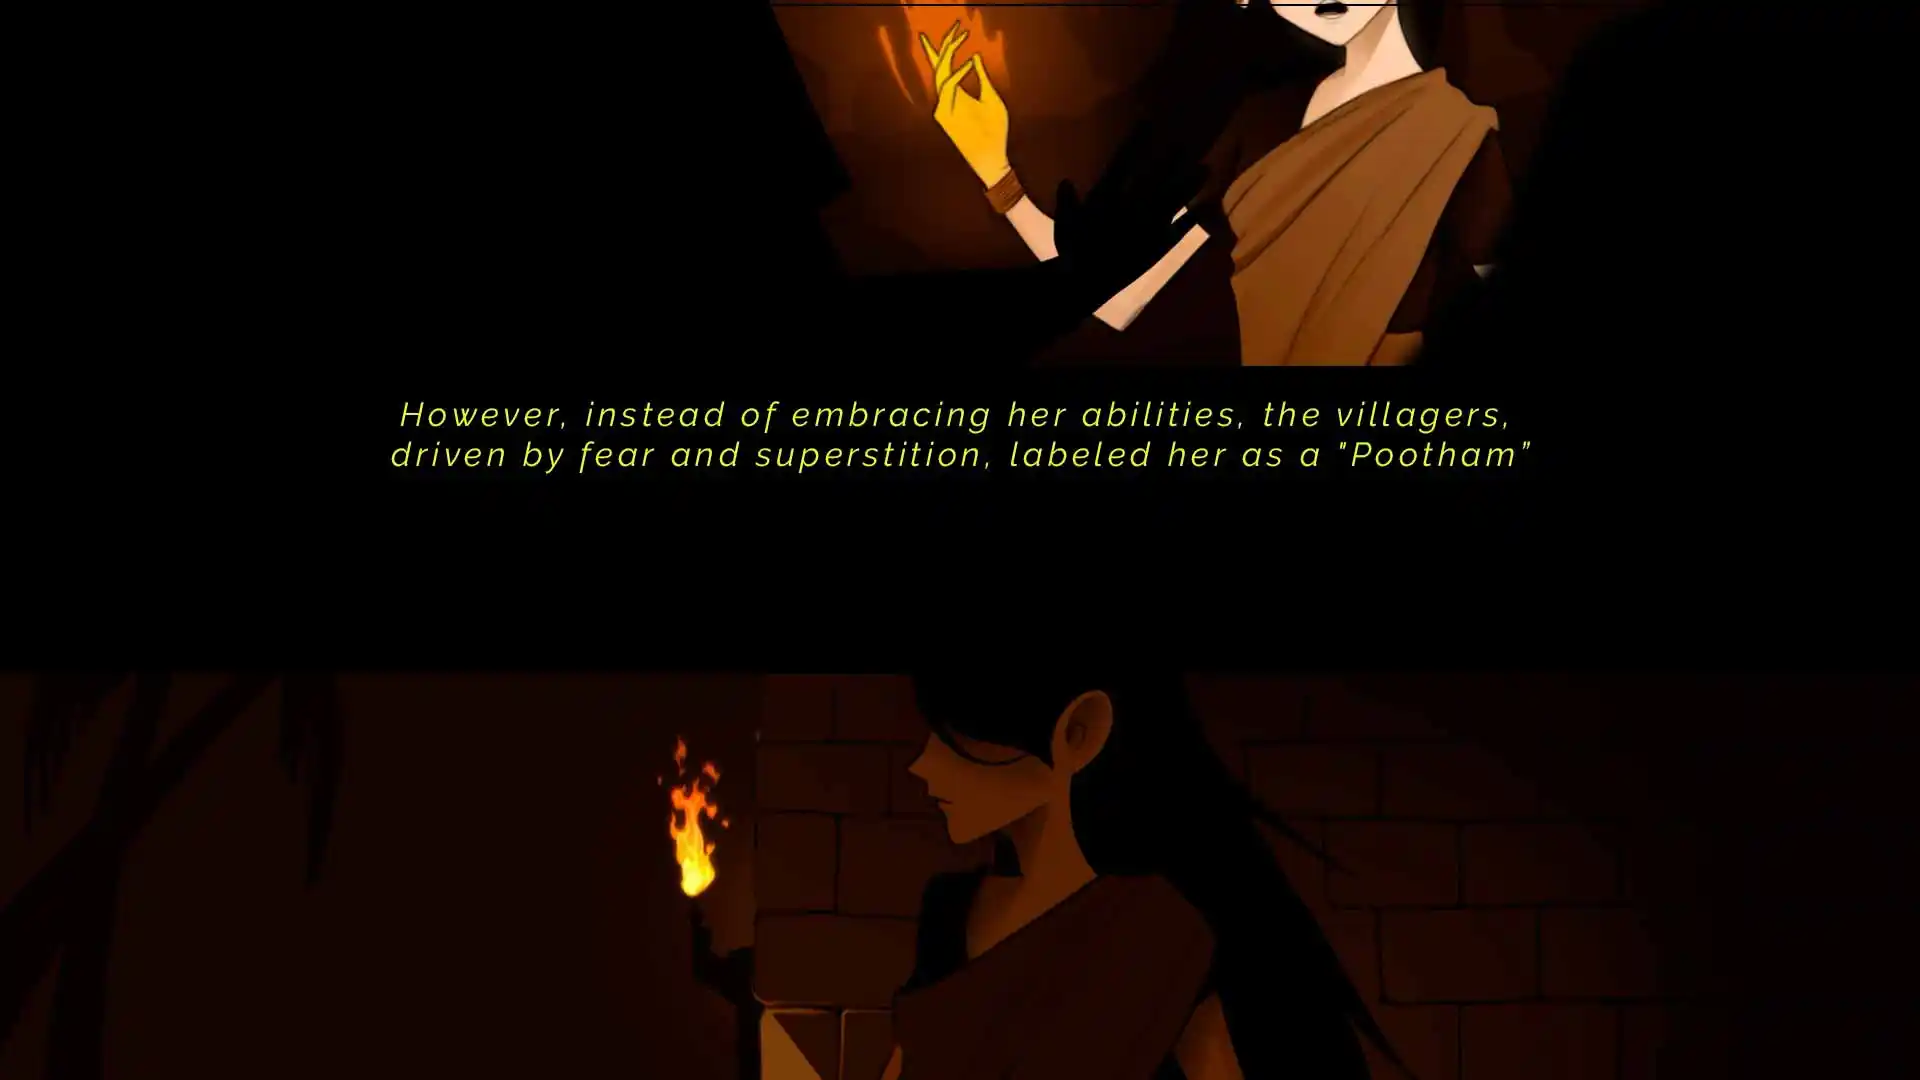 However, instead of embracing her abilities, the villagers,
driven by fear and superstition, labeled her as a "Pootham”